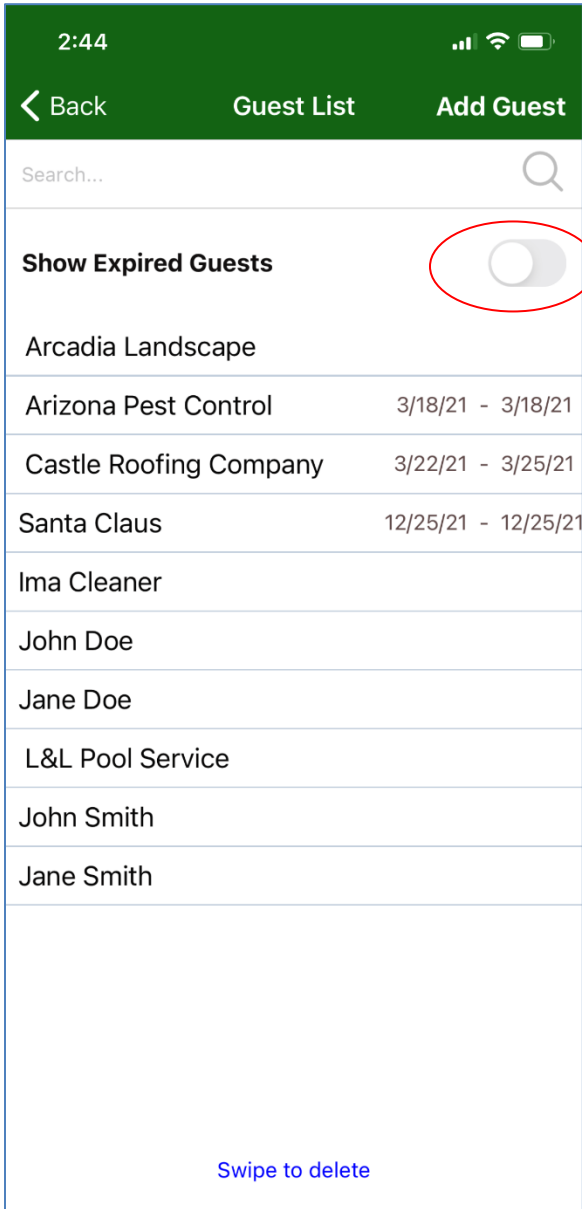 2:44
Back Guest List Add Guest
Search...
Show Expired Guests
Arcadia Landscape
Arizona Pest Control 3/18/21 - 3/18/21
Castle Roofing Company 3/22/21 - 3/25/21
Santa Claus 12/25/21 - 12/25/21
Ima Cleaner
John Doe
Jane Doe
L&L Pool Service
John Smith
Jane Smith
Swipe to delete